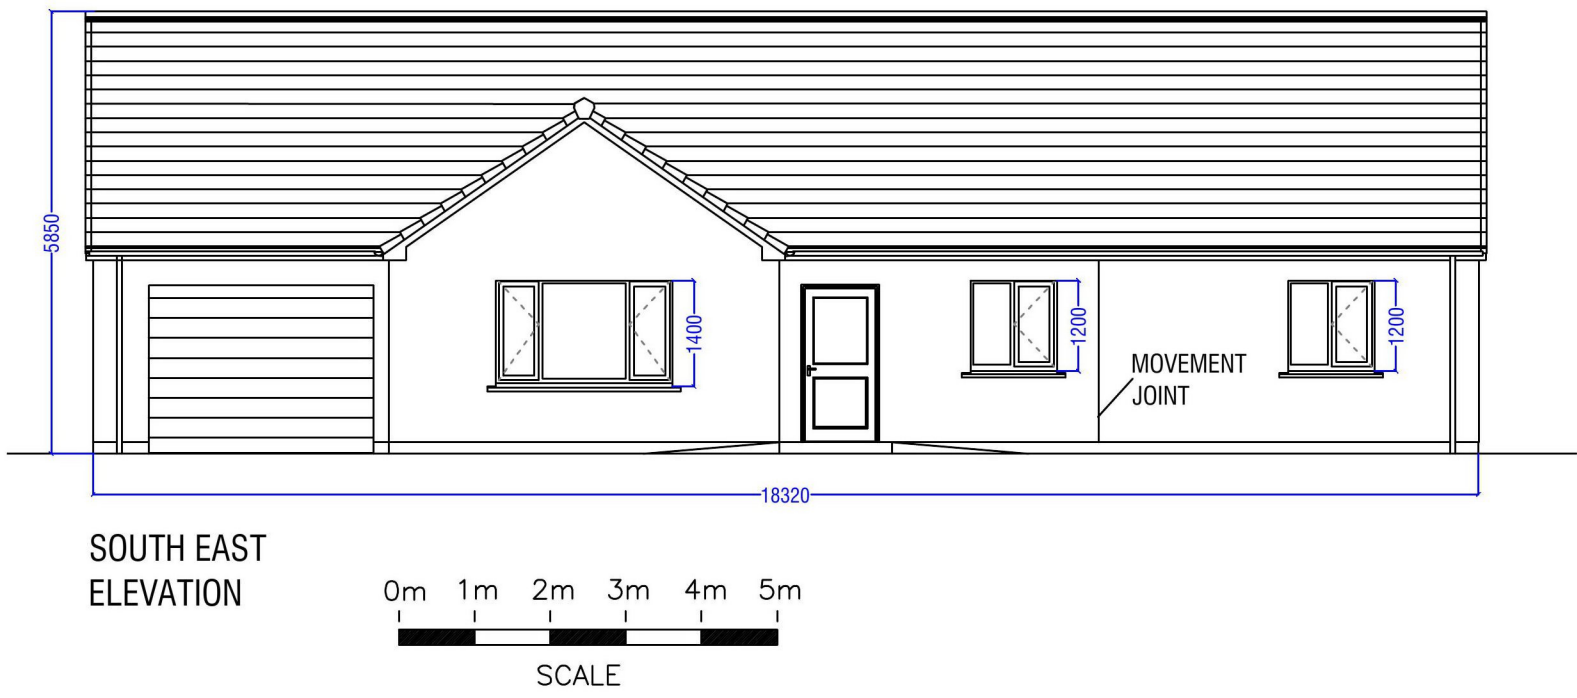 5850
1400
1200
1200
MOVEMENT
JOINT
18320
SOUTH EAST
ELEVATION
0m 1m 2m 3m 4m 5m
SCALE